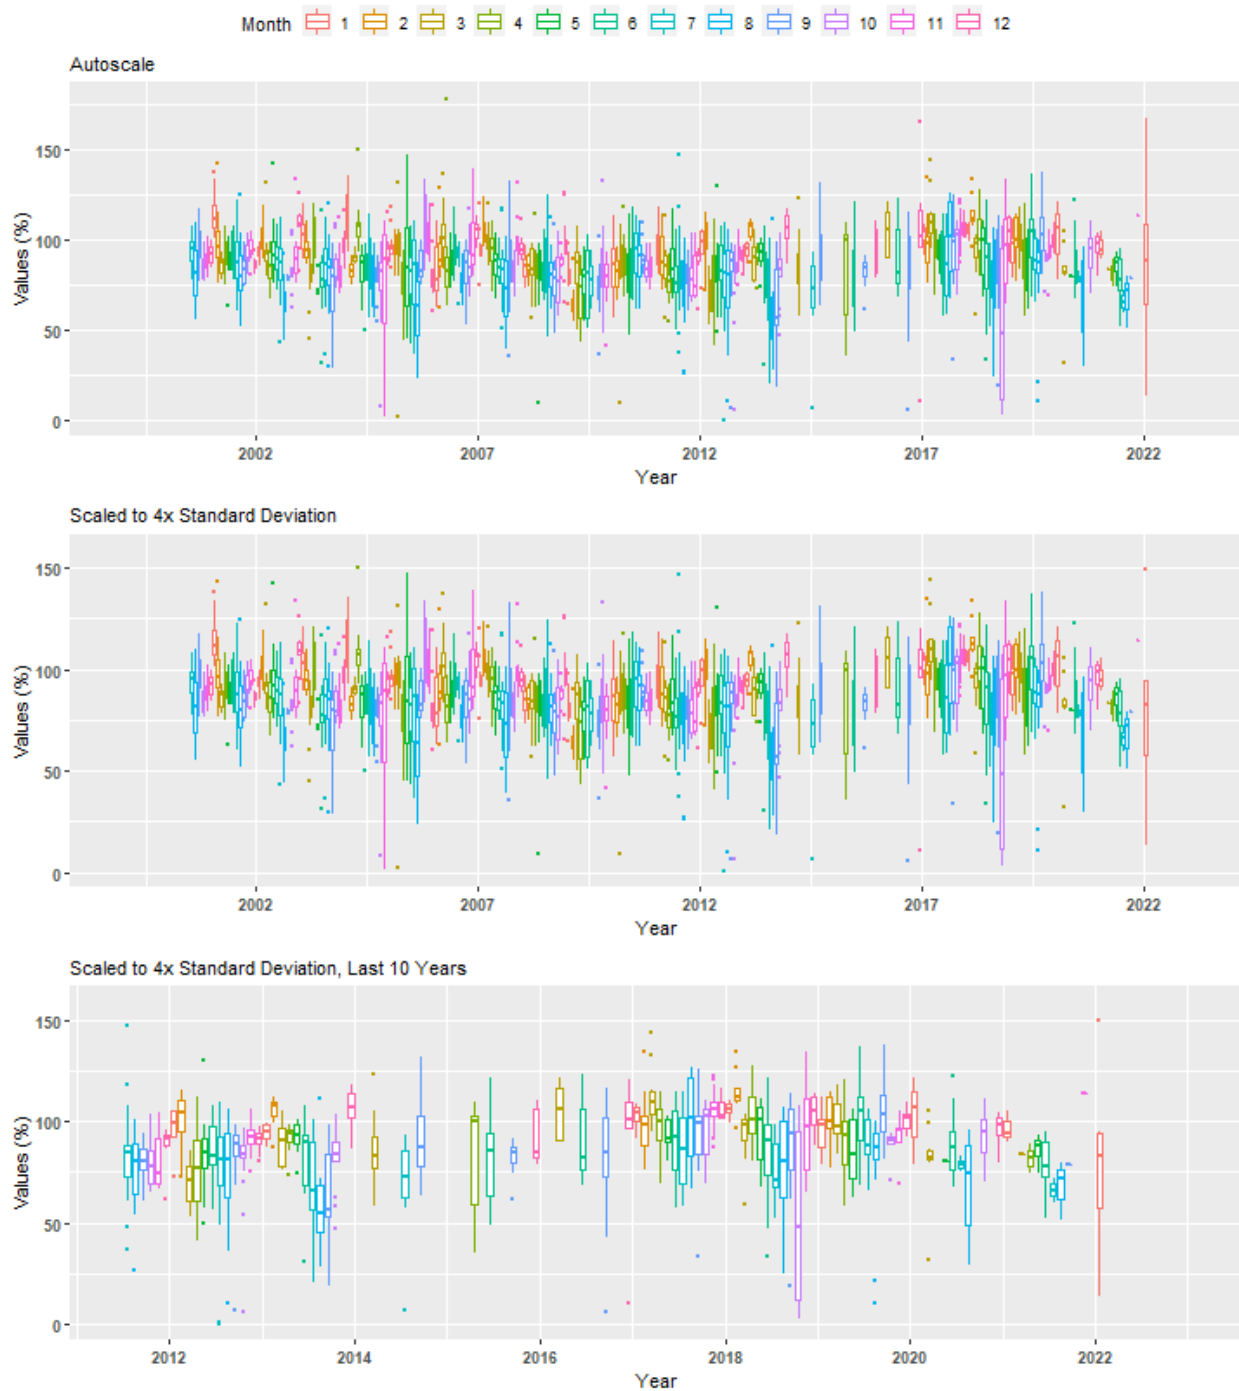 Month 1 2 3 4 5 6 7 8 9 10 11 12
Autoscale
Values (%)
150
100
50
0
2002 2007 2012 2017 2022
Year
Scaled to 4x Standard Deviation
Values (%)
150
100
50
0
2002 2007 2012 2017 2022
Year
Scaled to 4x Standard Deviation, Last 10 Years
Values (%)
150
100
50
0
2012 2014 2016 2018 2020 2022
Year